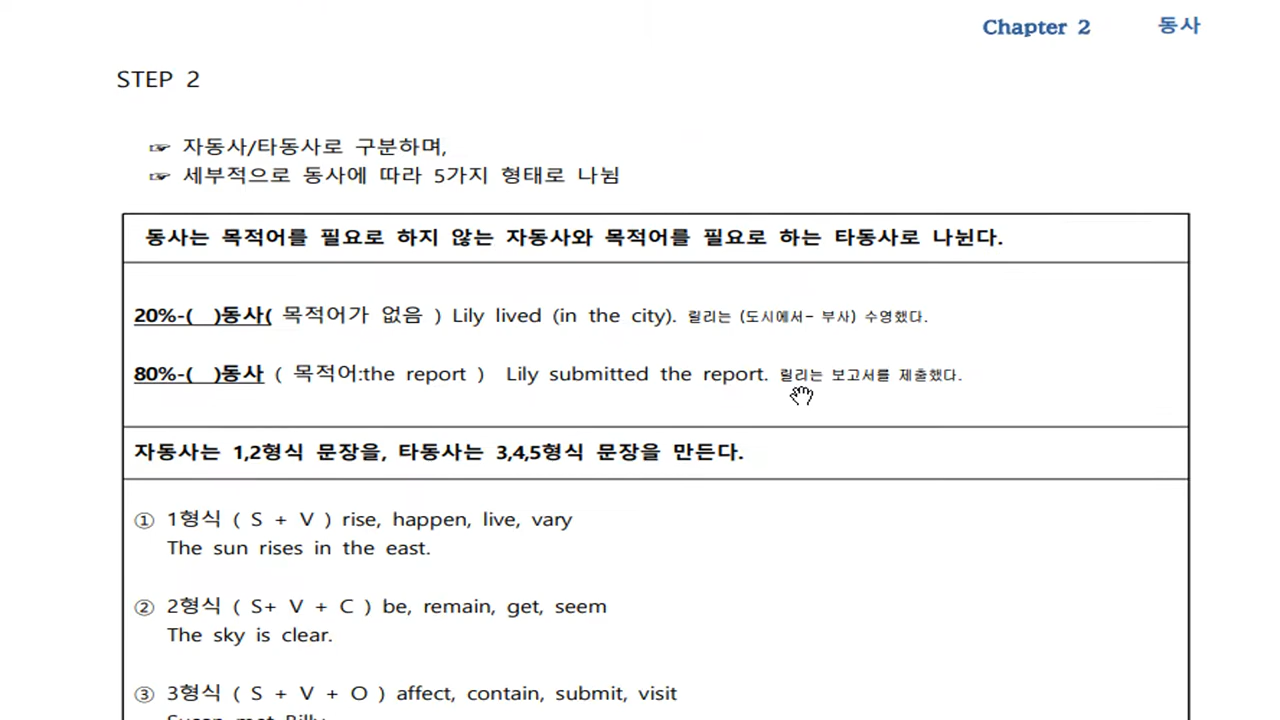 Chapter 2 동사
STEP 2
☞ 자동사/타동사로 구분하며,
☞ 세부적으로 동사에 따라 5가지 형태로 나뉨
동사는 목적어를 필요로 하지 않는 자동사와 목적어를 필요로 하는 타동사로 나뉜다.
20%-( )동사( 목적어가 없음 ) Lily lived (in the city). 릴리는 (도시에서- 부사) 수영했다.
80%-( )동사 ( 목적어:the report ) Lily submitted the report. 릴리는 보고서를 제출했다.
자동사는 1,2형식 문장을, 타동사는 3,4,5형식 문장을 만든다.
① 1형식 ( S + V ) rise, happen, live, vary
The sun rises in the east.
② 2형식 ( S+ V + C ) be, remain, get, seem
The sky is clear.
③ 3형식 ( S + V + O ) affect, contain, submit, visit
Susan met Billy